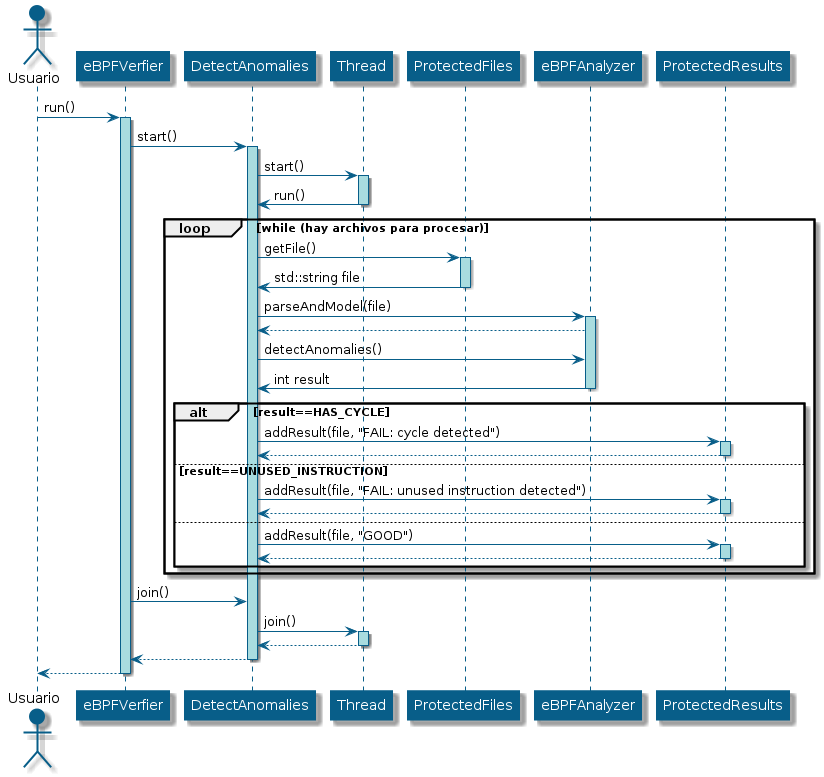 Usuario
eBPFVerfier
DetectAnomalies
Thread
ProtectedFiles
eBPFAnalyzer
ProtectedResults
run()
start()
start()
run()
loop
[while (hay archivos para procesar)]
getFile()
std::string file
parseAndModel(file)
detectAnomalies()
int result
alt
[result==HAS_CYCLE]
addResult(file, "FAIL: cycle detected")
[result==UNUSED_INSTRUCTION]
addResult(file, "FAIL: unused instruction detected")
addResult(file, "GOOD")
join()
join()
Usuario
eBPFVerfier
DetectAnomalies
Thread
ProtectedFiles
eBPFAnalyzer
ProtectedResults